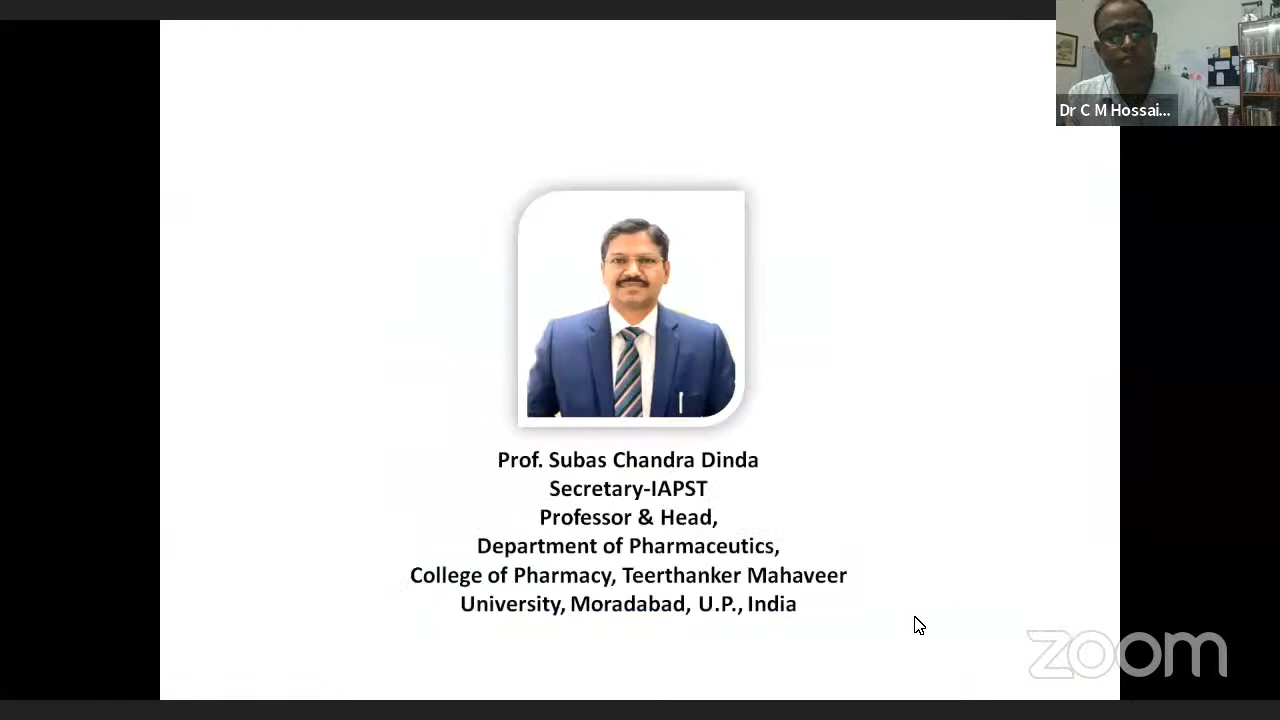 Dr C M Hossai...
Prof. Subas Chandra Dinda
Secretary-IAPST
Professor & Head,
Department of Pharmaceutics,
College of Pharmacy, Teerthanker Mahaveer
University, Moradabad, U.P., India
zoom